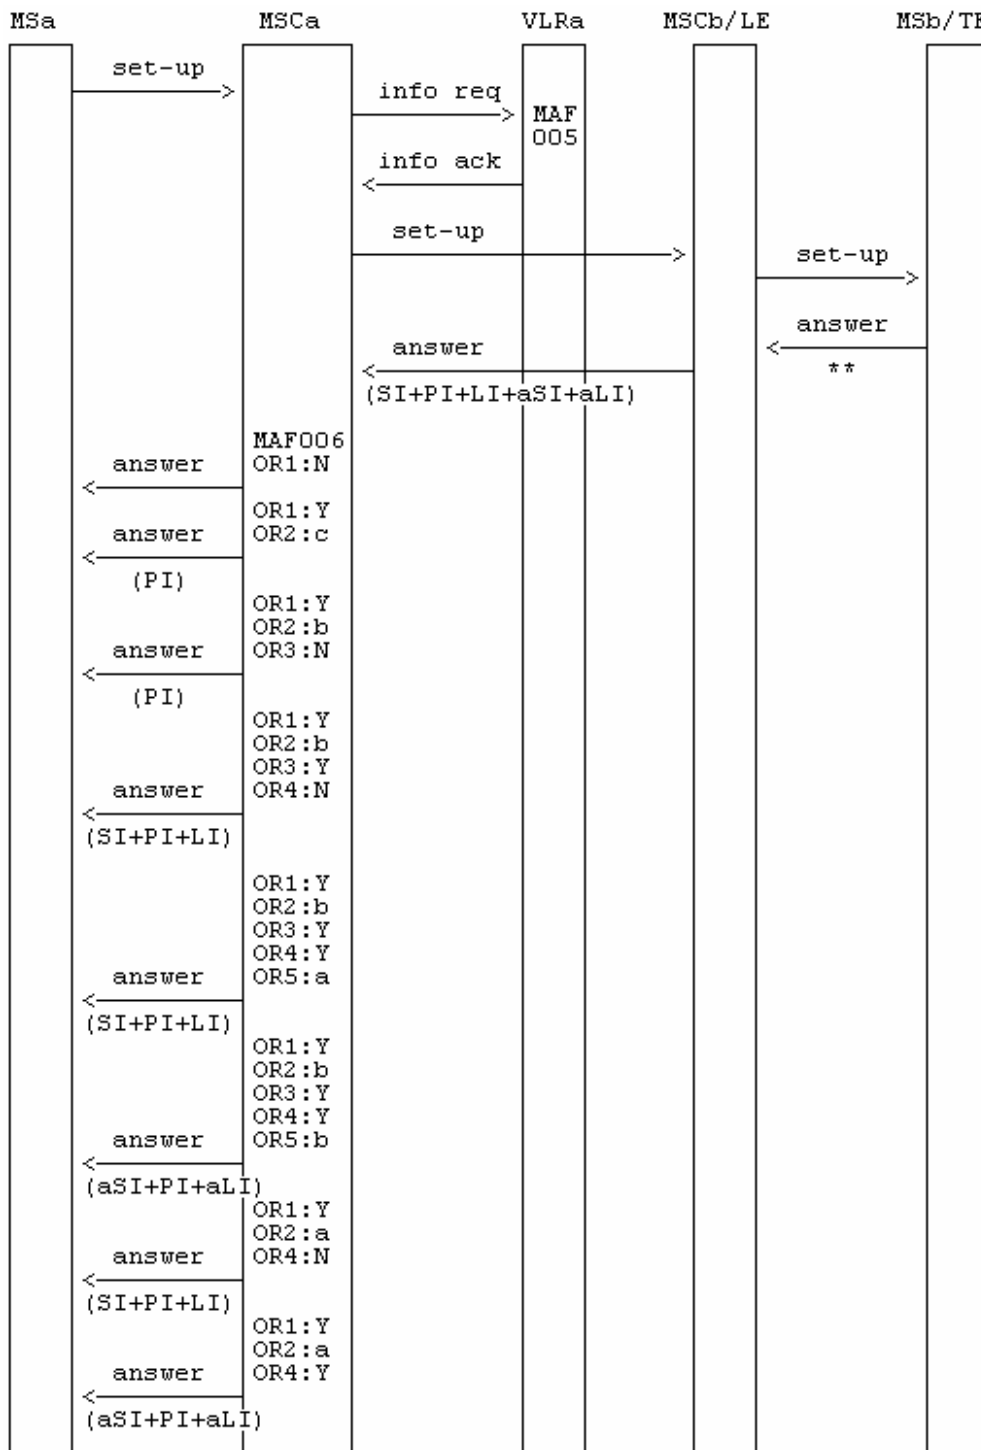 MSa MSCa VLRa MSCb/LE MSb/TE
set-up
info req
MAF
005
info ack
set-up
set-up
answer
**
answer
(SI+PI+LI+aSI+aLI)
MAF006
answer OR1:N
OR1:Y
answer OR2:c
(PI)
OR1:Y
OR2:b
answer OR3:N
(PI)
OR1:Y
OR2:b
OR3:Y
answer OR4:N
(SI+PI+LI)
OR1:Y
OR2:b
OR3:Y
OR4:Y
answer OR5:a
(SI+PI+LI)
OR1:Y
OR2:b
OR3:Y
OR4:Y
answer OR5:b
(aSI+PI+aLI)
OR1:Y
OR2:a
answer OR4:N
(SI+PI+LI)
OR1:Y
OR2:a
answer OR4:Y
(aSI+PI+aLI)